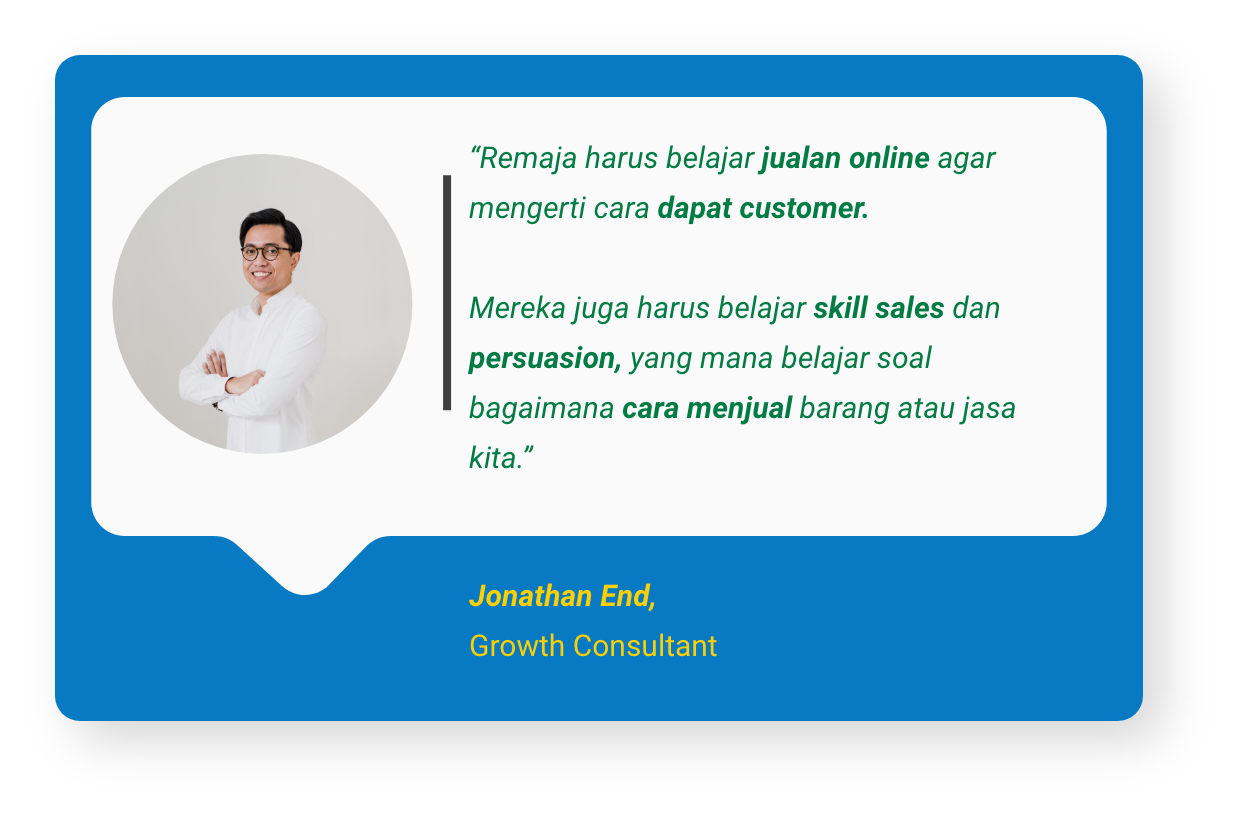 “Remaja harus belajar jualan online agar
mengerti cara dapat customer.
Mereka juga harus belajar skill sales dan
persuasion, yang mana belajar soal
bagaimana cara menjual barang atau jasa
kita.”
Jonathan End,
Growth Consultant